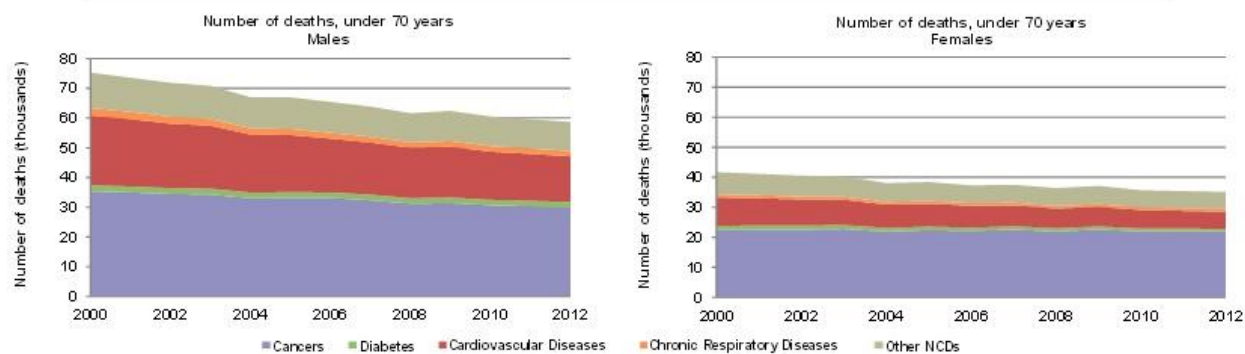 Number of deaths, under 70 years
Males
Number of deaths (thousands)
80
70
60
50
40
30
20
10
0
2000 2002 2004 2006 2008 2010 2012
Number of deaths, under 70 years
Females
Number of deaths (thousands)
80
70
60
50
40
30
20
10
0
2000 2002 2004 2006 2008 2010 2012
Cancers Diabetes Cardiovascular Diseases Chronic Respiratory Diseases Other NCDs